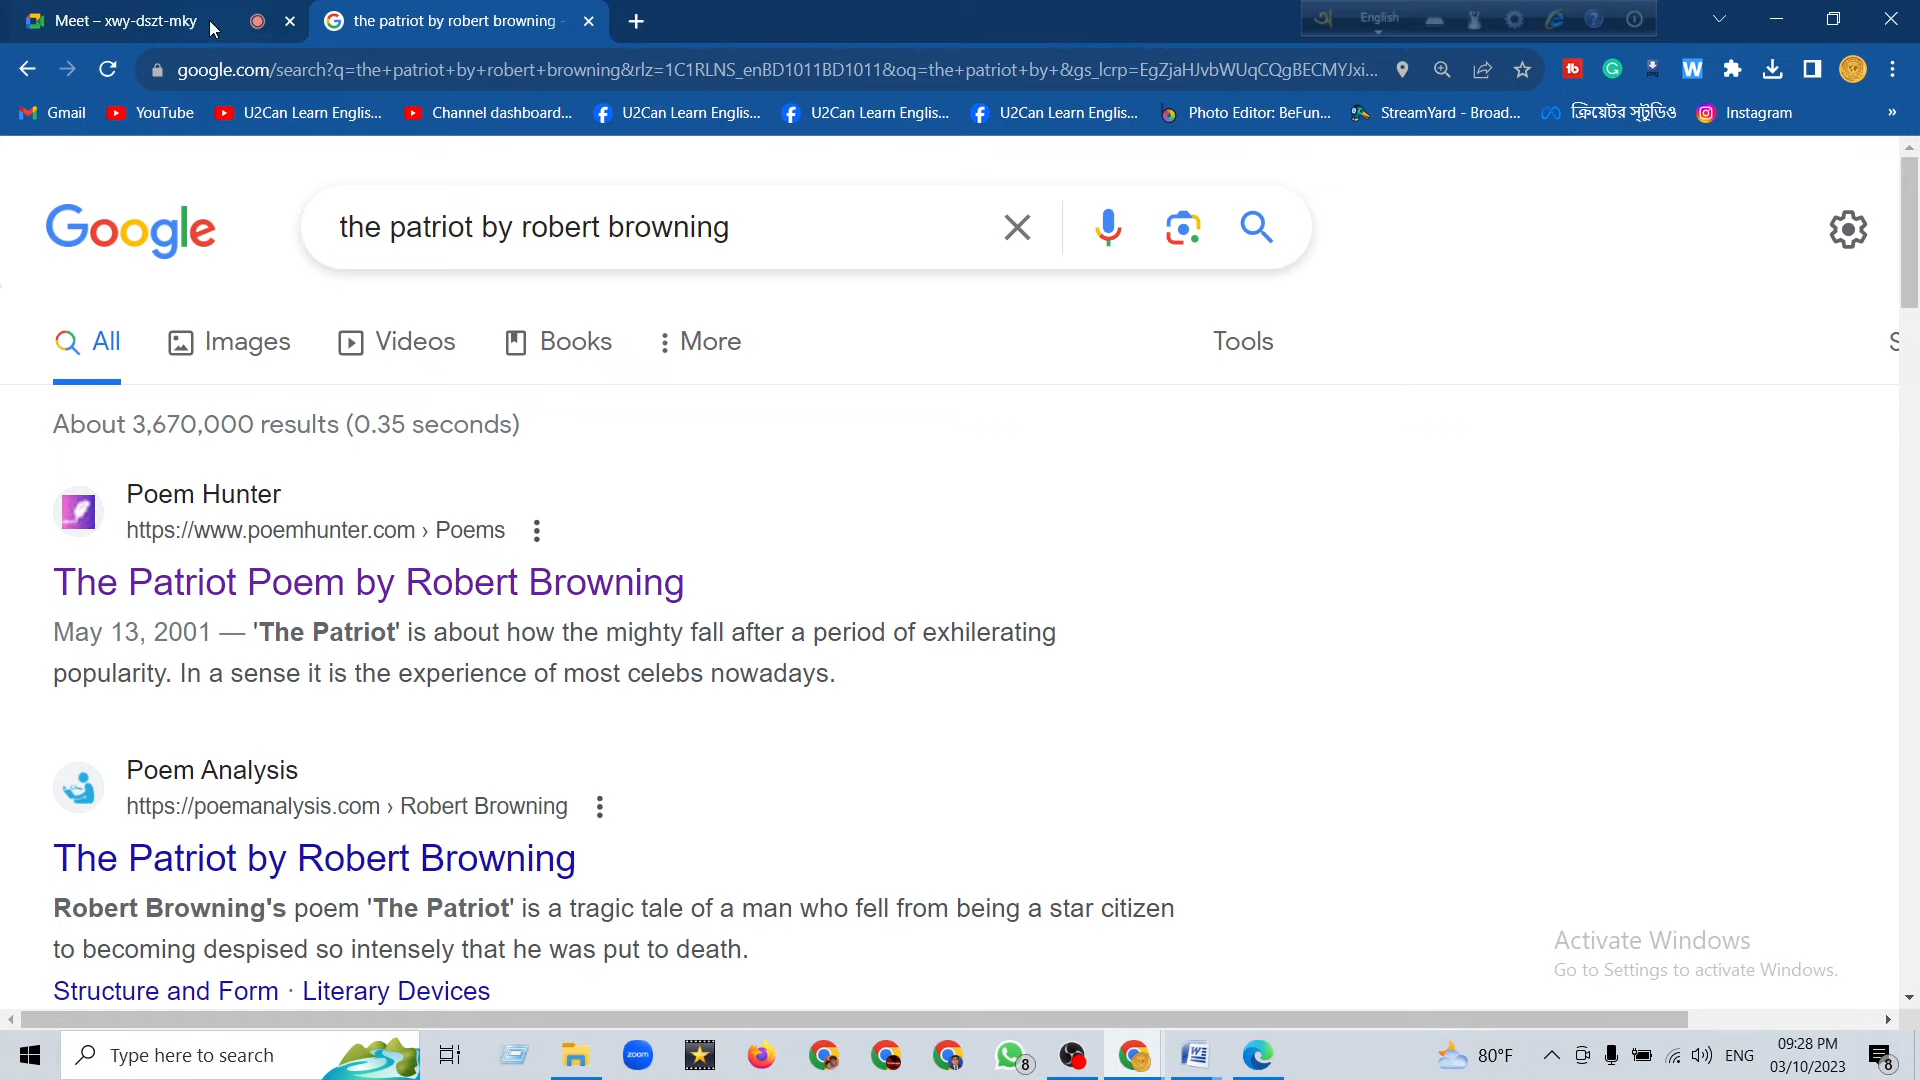 Meet – xwy-dszt-mky
the patriot by robert browning -
English
google.com/search?q=the+patriot+by+robert+browning&rlz=1C1RLNS_enBD1011BD1011&oq=the+patriot+by+&gs_lcrp=EgZjaHJvbWUqCQgBECMYJxi...
Gmail YouTube U2Can Learn Englis... Channel dashboard... U2Can Learn Englis... U2Can Learn Englis... U2Can Learn Englis... Photo Editor: BeFun... StreamYard - Broad... ক্রিয়েটর স্টুডিও Instagram »
Google
the patriot by robert browning
All Images Videos Books More Tools S
About 3,670,000 results (0.35 seconds)
Poem Hunter
https://www.poemhunter.com › Poems
The Patriot Poem by Robert Browning
May 13, 2001 — 'The Patriot' is about how the mighty fall after a period of exhilerating
popularity. In a sense it is the experience of most celebs nowadays.
Poem Analysis
https://poemanalysis.com › Robert Browning
The Patriot by Robert Browning
Robert Browning's poem 'The Patriot' is a tragic tale of a man who fell from being a star citizen
to becoming despised so intensely that he was put to death.
Structure and Form · Literary Devices
Activate Windows
Go to Settings to activate Windows.
Type here to search
zoom
8
80°F
ENG
09:28 PM
03/10/2023
8